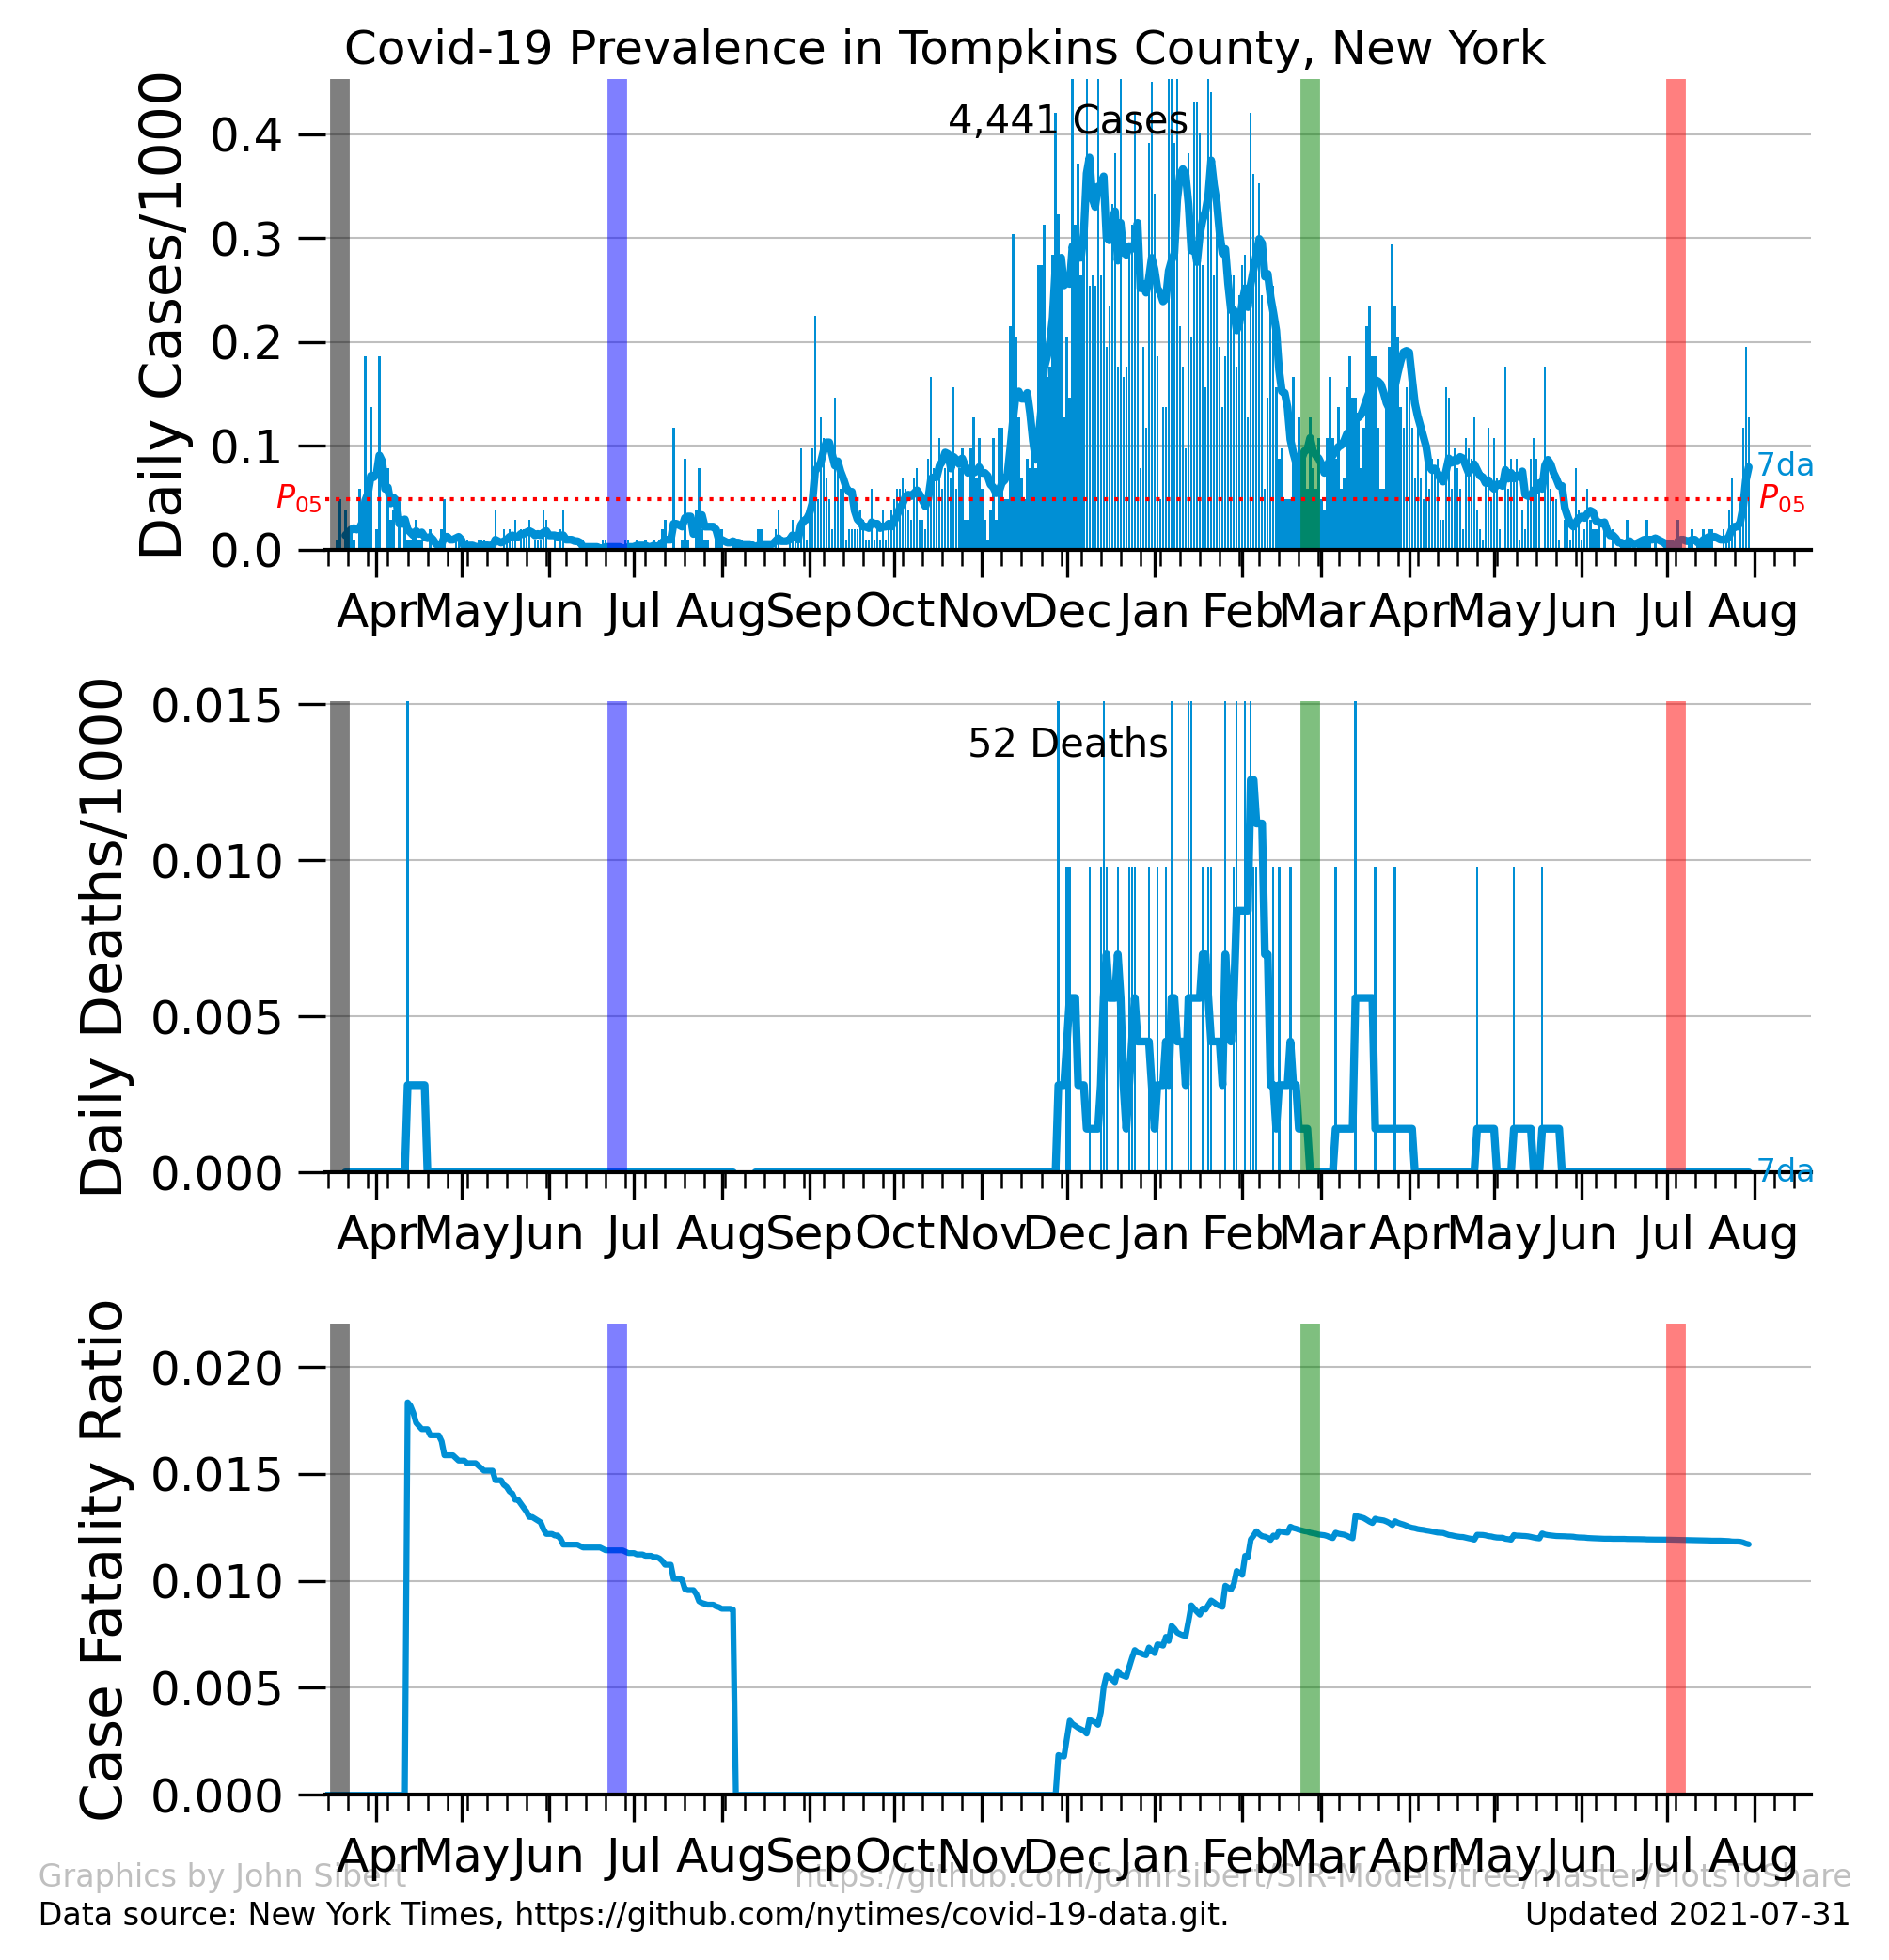 Covid-19 Prevalence in Tompkins County, New York
Daily Cases/1000
4,441 Cases
0.4
0.3
0.2
0.1
0.0
P05
7da
P05
Apr May Jun Jul Aug Sep Oct Nov Dec Jan Feb Mar Apr May Jun Jul Aug
Daily Deaths/1000
52 Deaths
0.015
0.010
0.005
0.000
7da
Apr May Jun Jul Aug Sep Oct Nov Dec Jan Feb Mar Apr May Jun Jul Aug
Case Fatality Ratio
0.020
0.015
0.010
0.005
0.000
Apr May Jun Jul Aug Sep Oct Nov Dec Jan Feb Mar Apr May Jun Jul Aug
Graphics by John Sibert
https://github.com/johnrsibert/SIR-Models/tree/master/PlotsToShare
Data source: New York Times, https://github.com/nytimes/covid-19-data.git.
Updated 2021-07-31